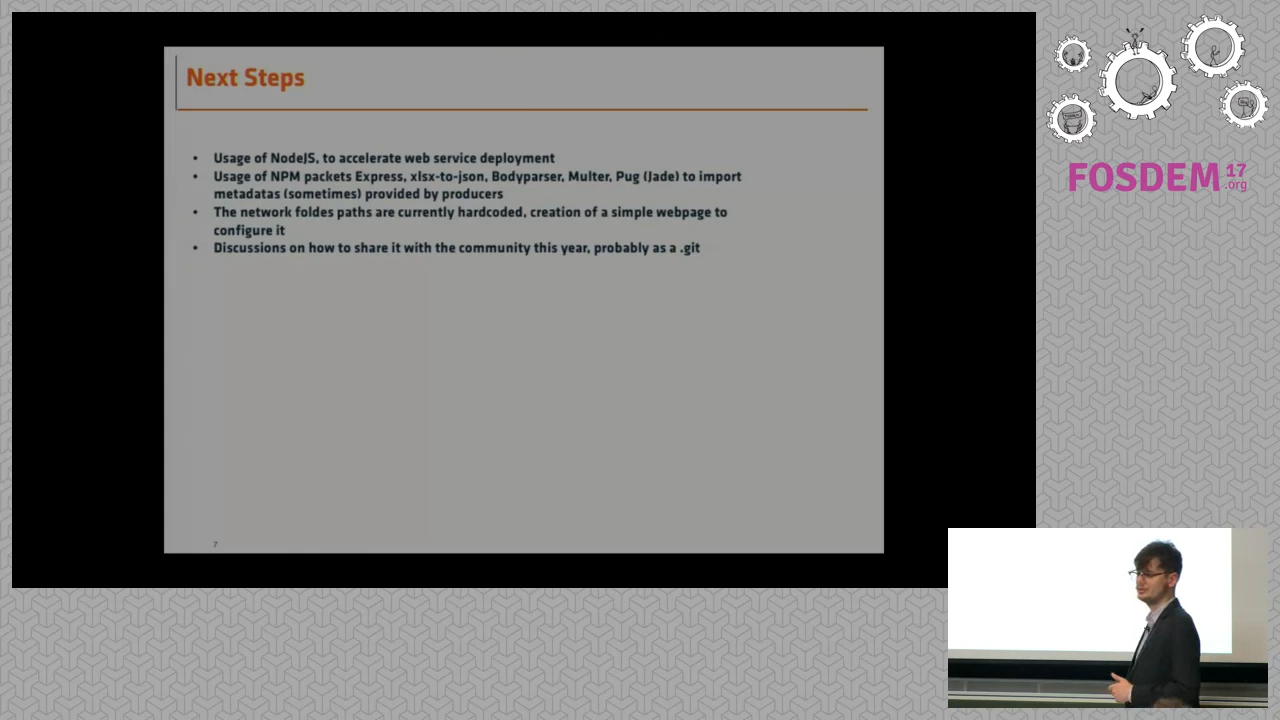 Next Steps
• Usage of NodeJS, to accelerate web service deployment
• Usage of NPM packets Express, xlsx-to-json, Bodyparser, Multer, Pug (Jade) to import
metadatas (sometimes) provided by producers
• The network foldes paths are currently hardcoded, creation of a simple webpage to
configure it
• Discussions on how to share it with the community this year, probably as a .git
7
FOSDEM 17
.org